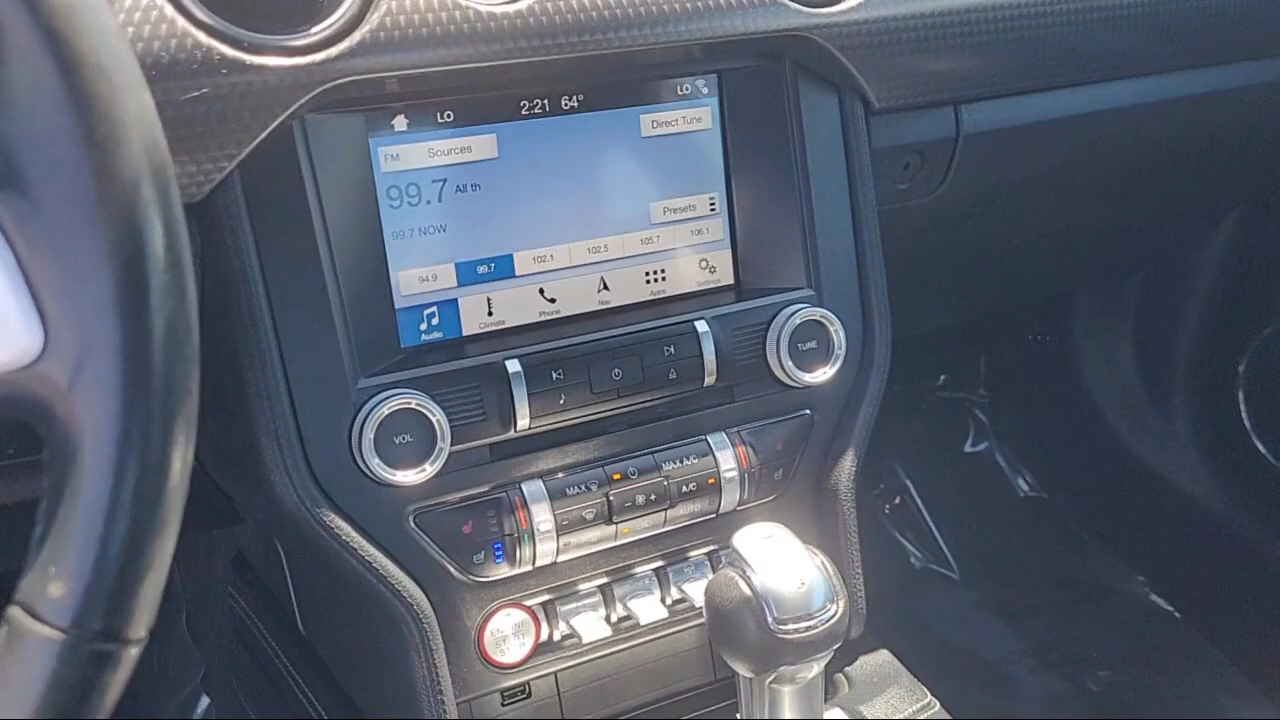 LO 2:21 64° LO
FM Sources
Direct Tune
99.7 All th
99.7 NOW
Presets
94.9 99.7 102.1 102.5 105.7 106.1
Audio Climate Phone Nav Apps Settings
VOL
TUNE
MAX
MAX A/C
- +
A/C
AUTO
ENGINE
START
STOP